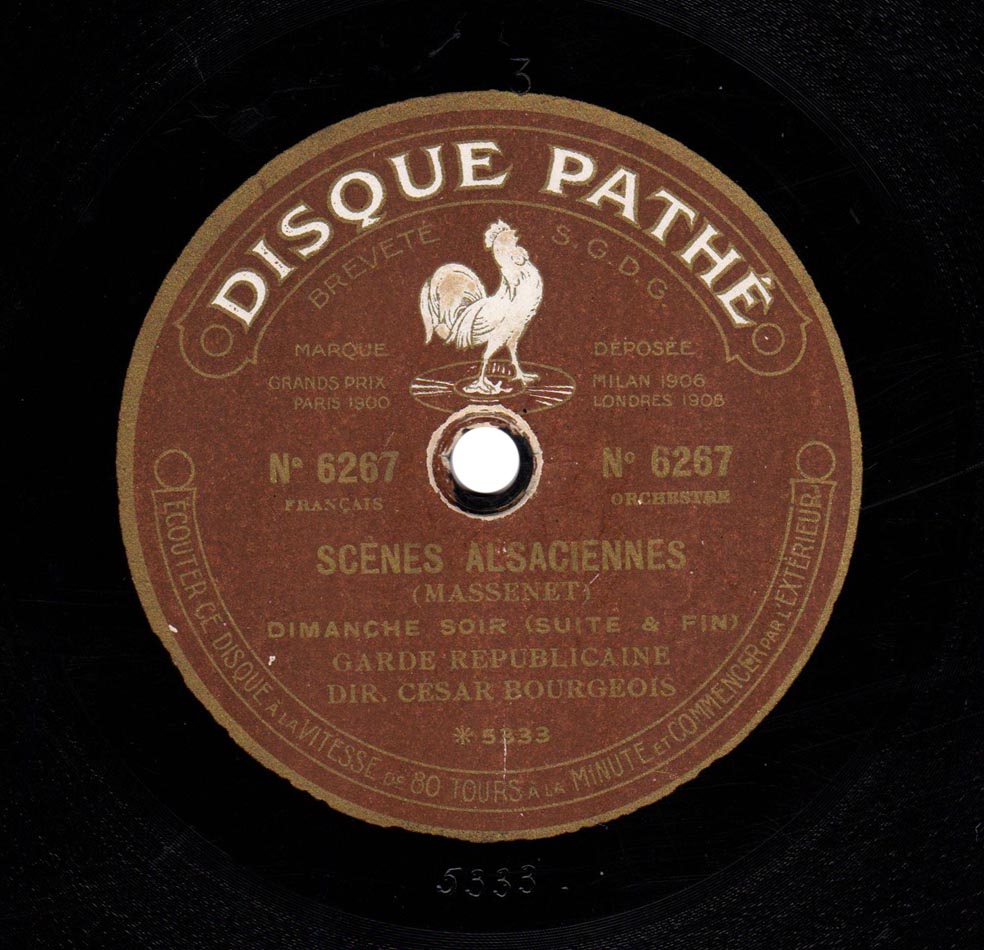 3
DISQUE PATHÉ
BREVETÉ S.G.D.G.
MARQUE DÉPOSÉE
GRANDS PRIX MILAN 1906
PARIS 1900 LONDRES 1908
No 6267 No 6267
FRANÇAIS ORCHESTRE
SCÈNES ALSACIENNES
(MASSENET)
DIMANCHE SOIR (SUITE & FIN)
GARDE RÉPUBLICAINE
DIR. CÉSAR BOURGEOIS
* 5333
ÉCOUTER CE DISQUE À LA VITESSE DE 80 TOURS À LA MINUTE ET COMMENCER PAR L'EXTÉRIEUR
5333